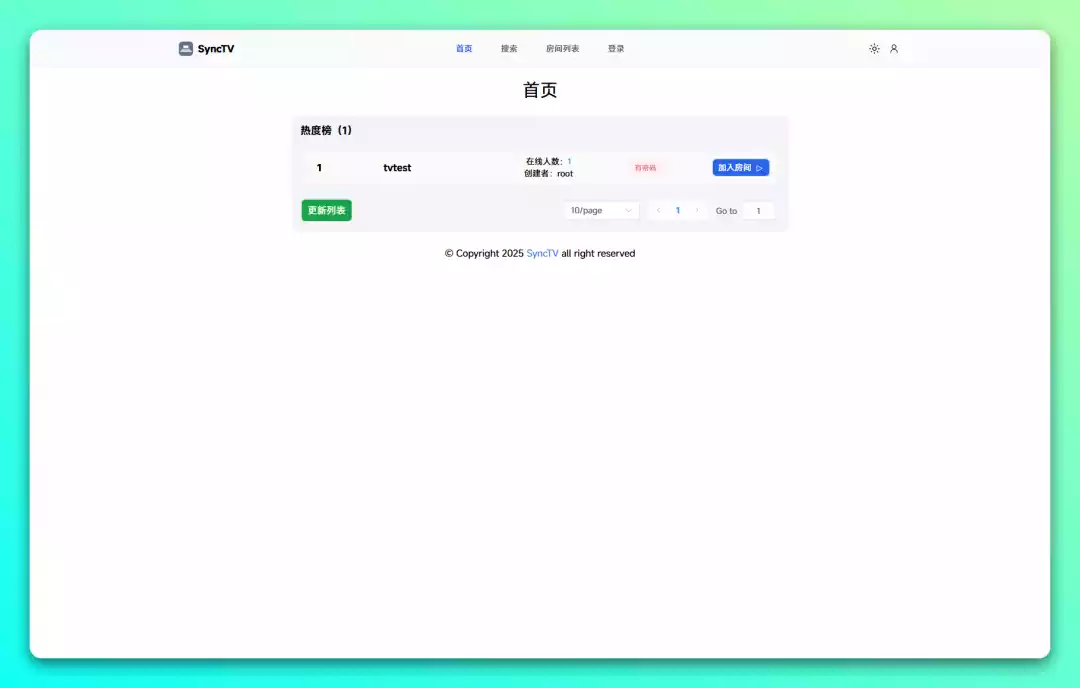 SyncTV 首页 搜索 房间列表 登录
首页
热度榜（1）
1 tvtest 在线人数：1 有密码 加入房间
创建者：root
更新列表 10/page 1 Go to 1
© Copyright 2025 SyncTV all right reserved